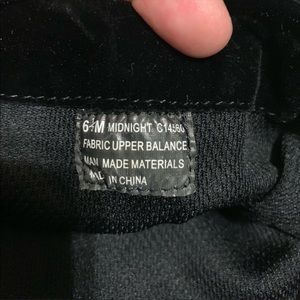 6½M MIDNIGHT C14560
FABRIC UPPER BALANCE
MAN MADE MATERIALS
IN CHINA